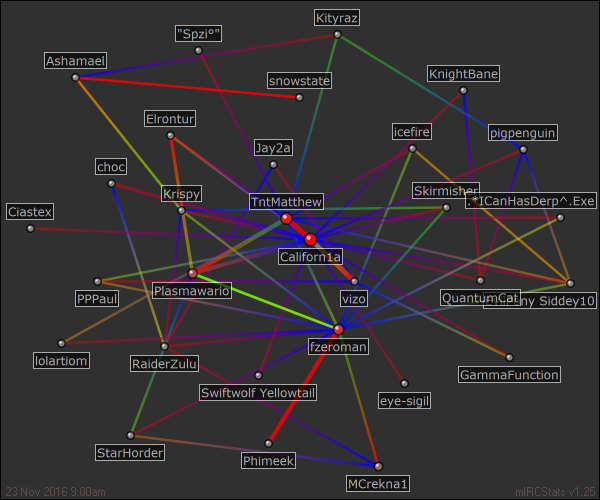 Kityraz
"Spzi°"
Ashamael
snowstate
KnightBane
Elrontur
icefire
pigpenguin
Jay2a
choc
Krispy
TntMatthew
Skirmisher
.*ICanHasDerp^.Exe
Ciastex
Californ1a
Plasmawario
PPPaul
vizo
QuantumCat
Siddey10
lolartiom
fzeroman
RaiderZulu
GammaFunction
Swiftwolf Yellowtail
eye-sigil
StarHorder
Phimeek
MCrekna1
23 Nov 2016 9:00am
mIRCStats v1.25